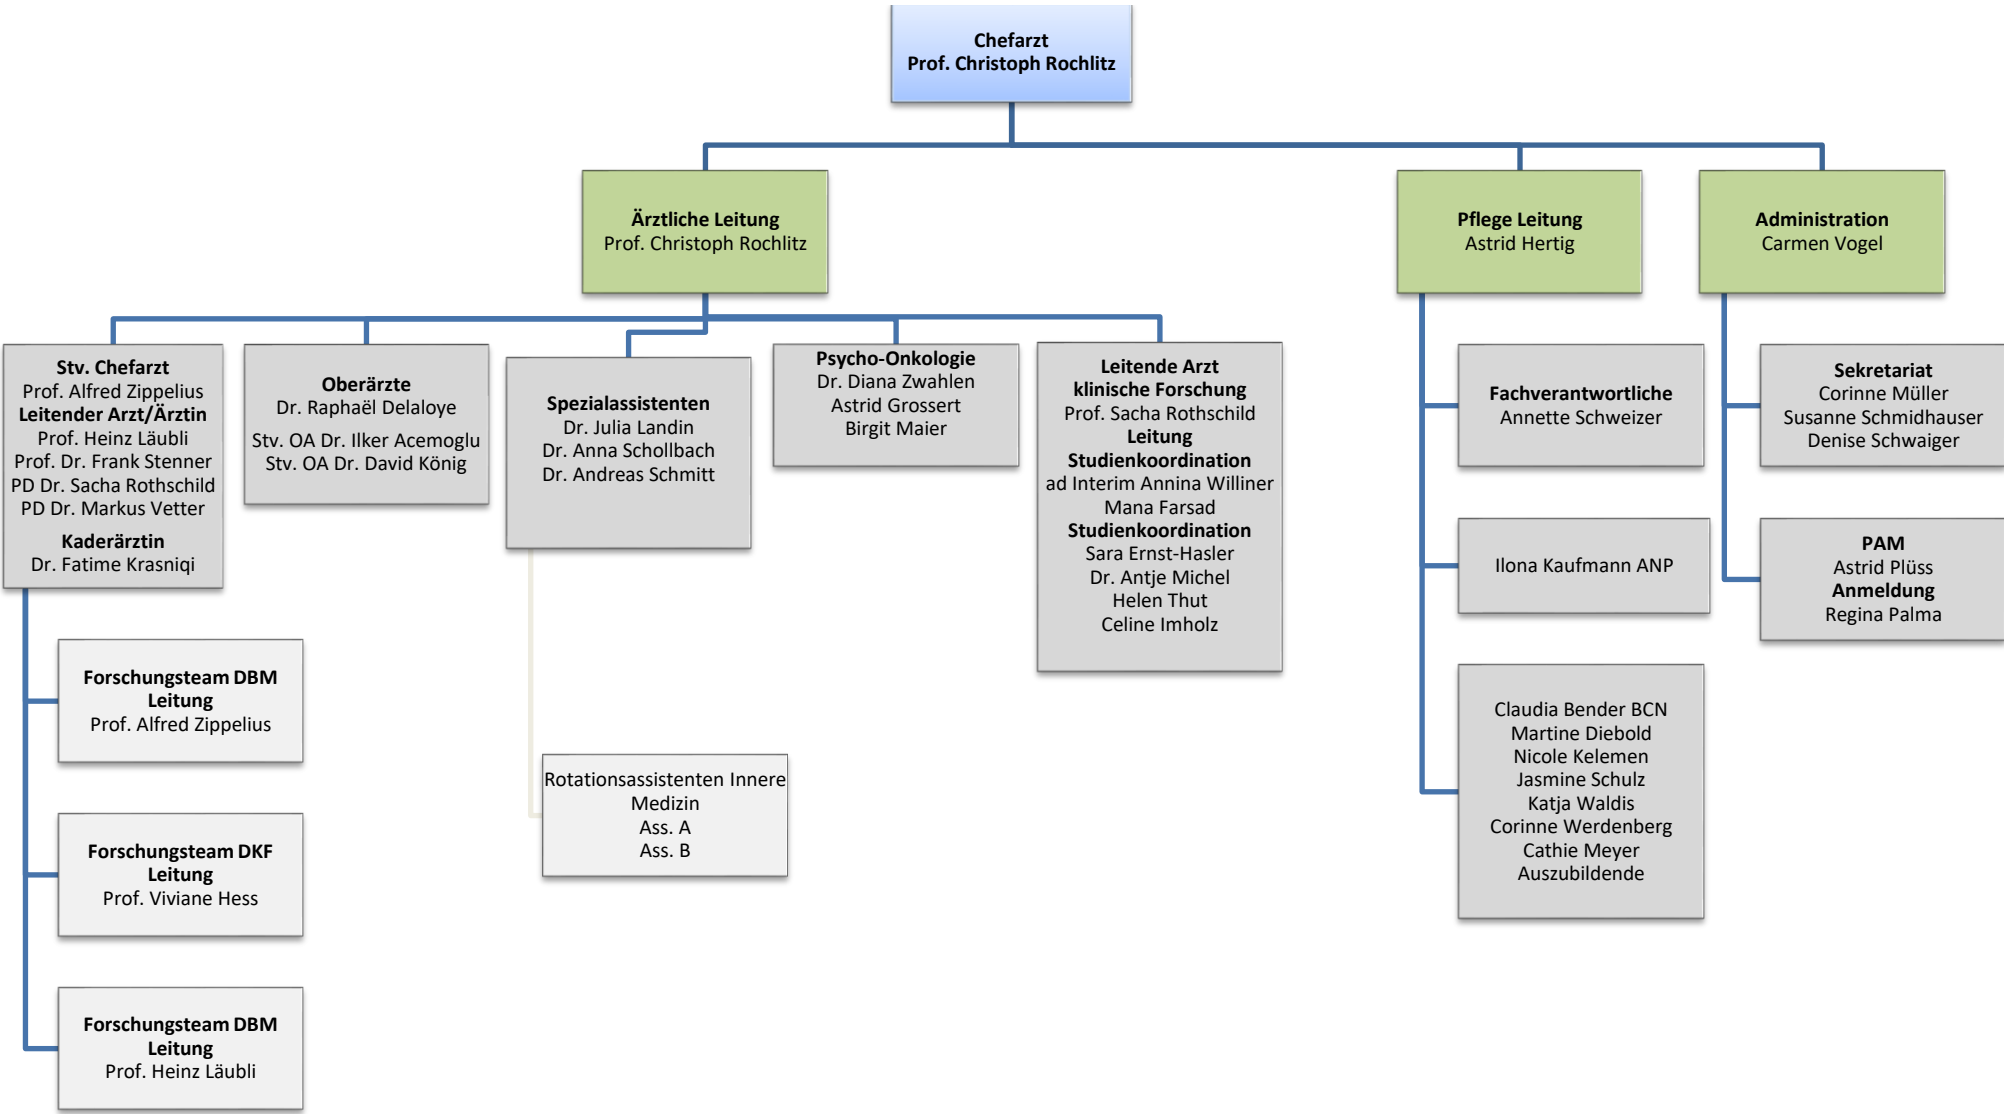 Chefarzt
Prof. Christoph Rochlitz
Ärztliche Leitung
Prof. Christoph Rochlitz
Pflege Leitung
Astrid Hertig
Administration
Carmen Vogel
Stv. Chefarzt
Prof. Alfred Zippelius
Leitender Arzt/Ärztin
Prof. Heinz Läubli
Prof. Dr. Frank Stenner
PD Dr. Sacha Rothschild
PD Dr. Markus Vetter
Kaderärztin
Dr. Fatime Krasniqi
Oberärzte
Dr. Raphaël Delaloye
Stv. OA Dr. Ilker Acemoglu
Stv. OA Dr. David König
Spezialassistenten
Dr. Julia Landin
Dr. Anna Schollbach
Dr. Andreas Schmitt
Psycho-Onkologie
Dr. Diana Zwahlen
Astrid Grossert
Birgit Maier
Leitende Arzt
klinische Forschung
Prof. Sacha Rothschild
Leitung
Studienkoordination
ad Interim Annina Williner
Mana Farsad
Studienkoordination
Sara Ernst-Hasler
Dr. Antje Michel
Helen Thut
Celine Imholz
Fachverantwortliche
Annette Schweizer
Sekretariat
Corinne Müller
Susanne Schmidhauser
Denise Schwaiger
Ilona Kaufmann ANP
PAM
Astrid Plüss
Anmeldung
Regina Palma
Forschungsteam DBM
Leitung
Prof. Alfred Zippelius
Forschungsteam DKF
Leitung
Prof. Viviane Hess
Forschungsteam DBM
Leitung
Prof. Heinz Läubli
Rotationsassistenten Innere
Medizin
Ass. A
Ass. B
Claudia Bender BCN
Martine Diebold
Nicole Kelemen
Jasmine Schulz
Katja Waldis
Corinne Werdenberg
Cathie Meyer
Auszubildende